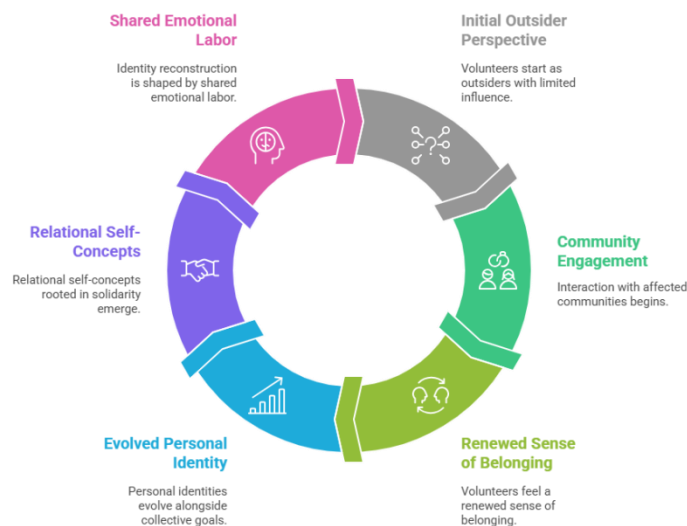 Shared Emotional
Labor
Identity reconstruction
is shaped by shared
emotional labor.
Initial Outsider
Perspective
Volunteers start as
outsiders with limited
influence.
Community
Engagement
Interaction with affected
communities begins.
Renewed Sense
of Belonging
Volunteers feel a
renewed sense of
belonging.
Evolved Personal
Identity
Personal identities
evolve alongside
collective goals.
Relational Self-
Concepts
Relational self-concepts
rooted in solidarity
emerge.